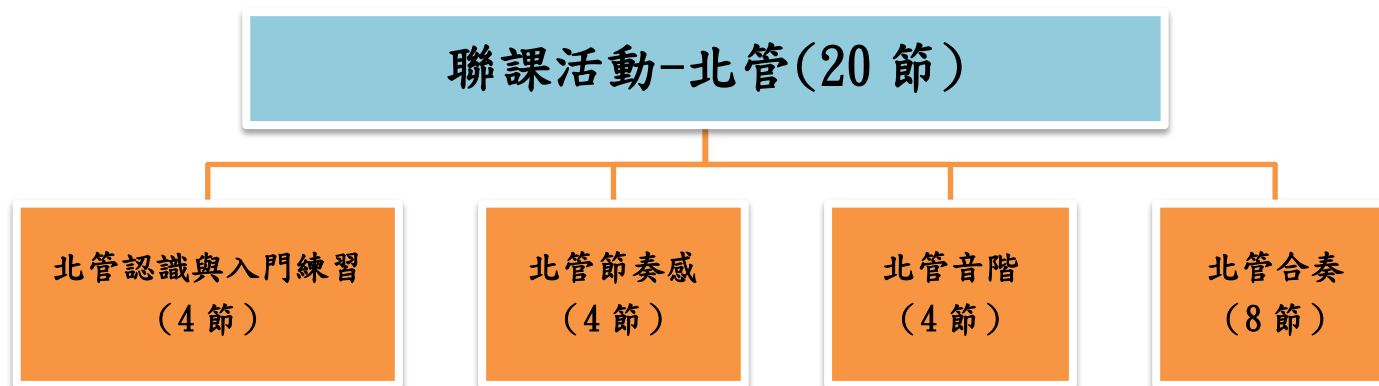 聯課活動-北管(20 節)
北管認識與入門練習
(4 節)
北管節奏感
(4 節)
北管音階
(4 節)
北管合奏
(8 節)